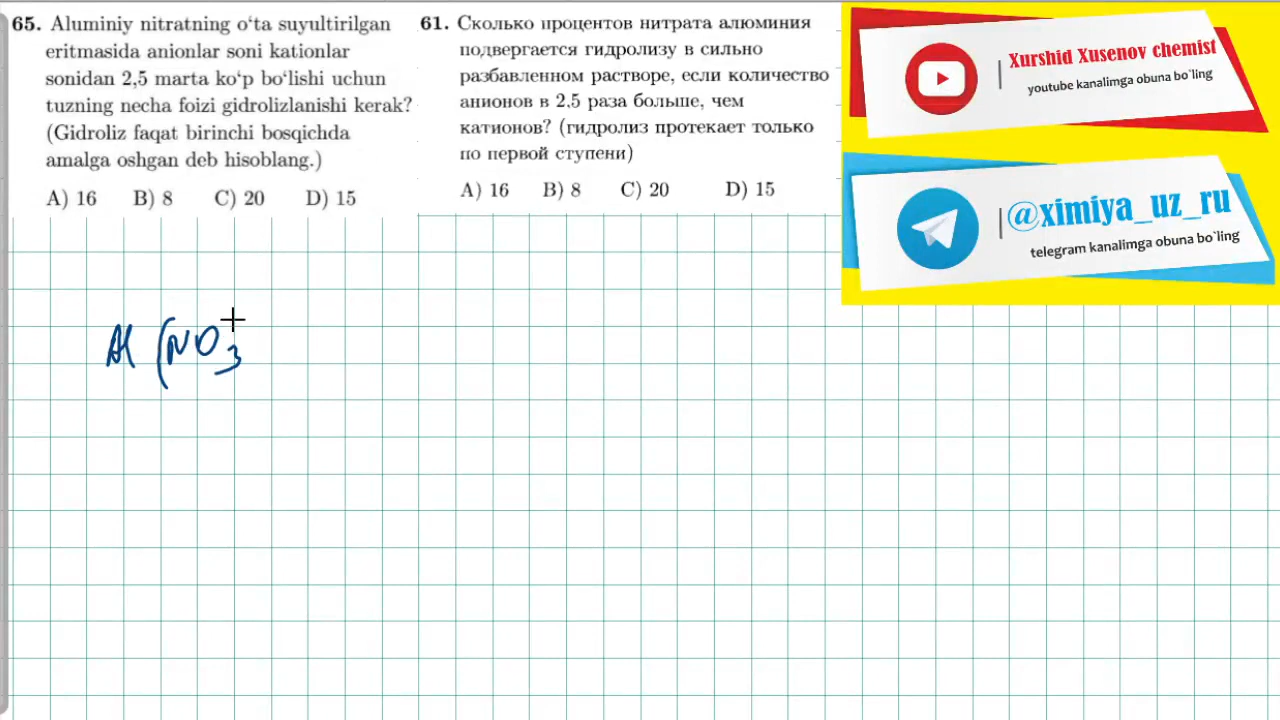 65. Aluminiy nitratning o‘ta suyultirilgan
eritmasida anionlar soni kationlar
sonidan 2,5 marta ko‘p bo‘lishi uchun
tuzning necha foizi gidrolizlanishi kerak?
(Gidroliz faqat birinchi bosqichda
amalga oshgan deb hisoblang.)
A) 16 B) 8 C) 20 D) 15
61. Сколько процентов нитрата алюминия
подвергается гидролизу в сильно
разбавленном растворе, если количество
анионов в 2.5 раза больше, чем
катионов? (гидролиз протекает только
по первой ступени)
A) 16 B) 8 C) 20 D) 15
Xurshid Xusenov chemist
youtube kanalimga obuna bo`ling
@ximiya_uz_ru
telegram kanalimga obuna bo`ling
Al (NO3